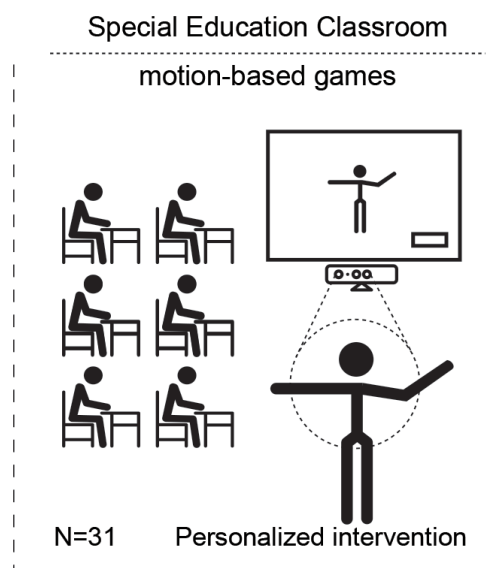 Special Education Classroom
motion-based games
N=31 Personalized intervention